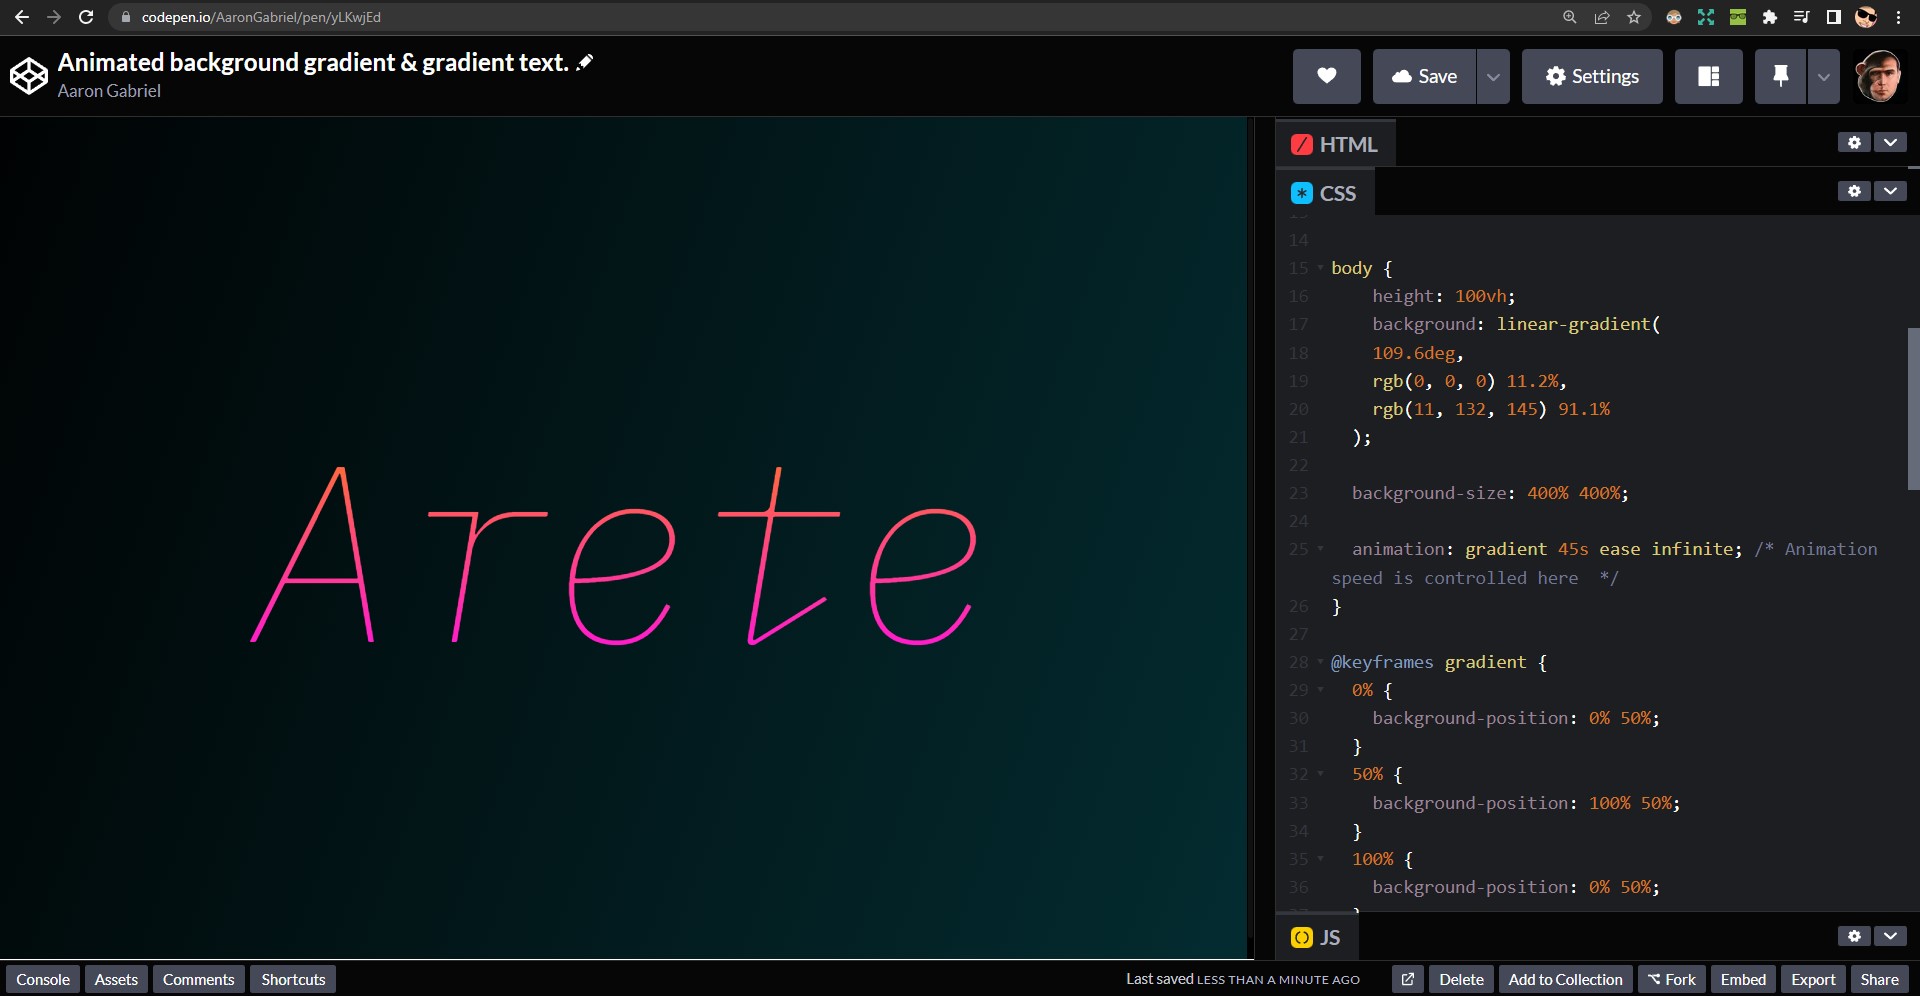 codepen.io/AaronGabriel/pen/yLKwjEd
Animated background gradient & gradient text.
Aaron Gabriel
Save
Settings
Arete
HTML
CSS
14
15 body {
16 height: 100vh;
17 background: linear-gradient(
18 109.6deg,
19 rgb(0, 0, 0) 11.2%,
20 rgb(11, 132, 145) 91.1%
21 );
22
23 background-size: 400% 400%;
24
25 animation: gradient 45s ease infinite; /* Animation
speed is controlled here */
26 }
27
28 @keyframes gradient {
29 0% {
30 background-position: 0% 50%;
31 }
32 50% {
33 background-position: 100% 50%;
34 }
35 100% {
36 background-position: 0% 50%;
JS
Console Assets Comments Shortcuts
Last saved LESS THAN A MINUTE AGO
Delete Add to Collection Fork Embed Export Share